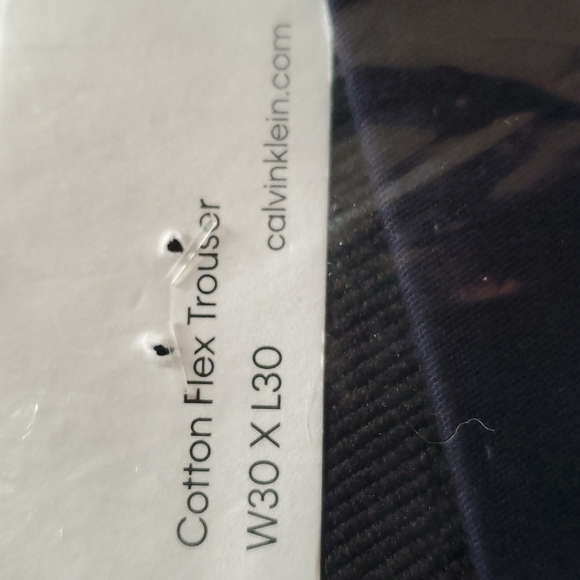 Cotton Flex Trouser
W30 X L30
calvinklein.com